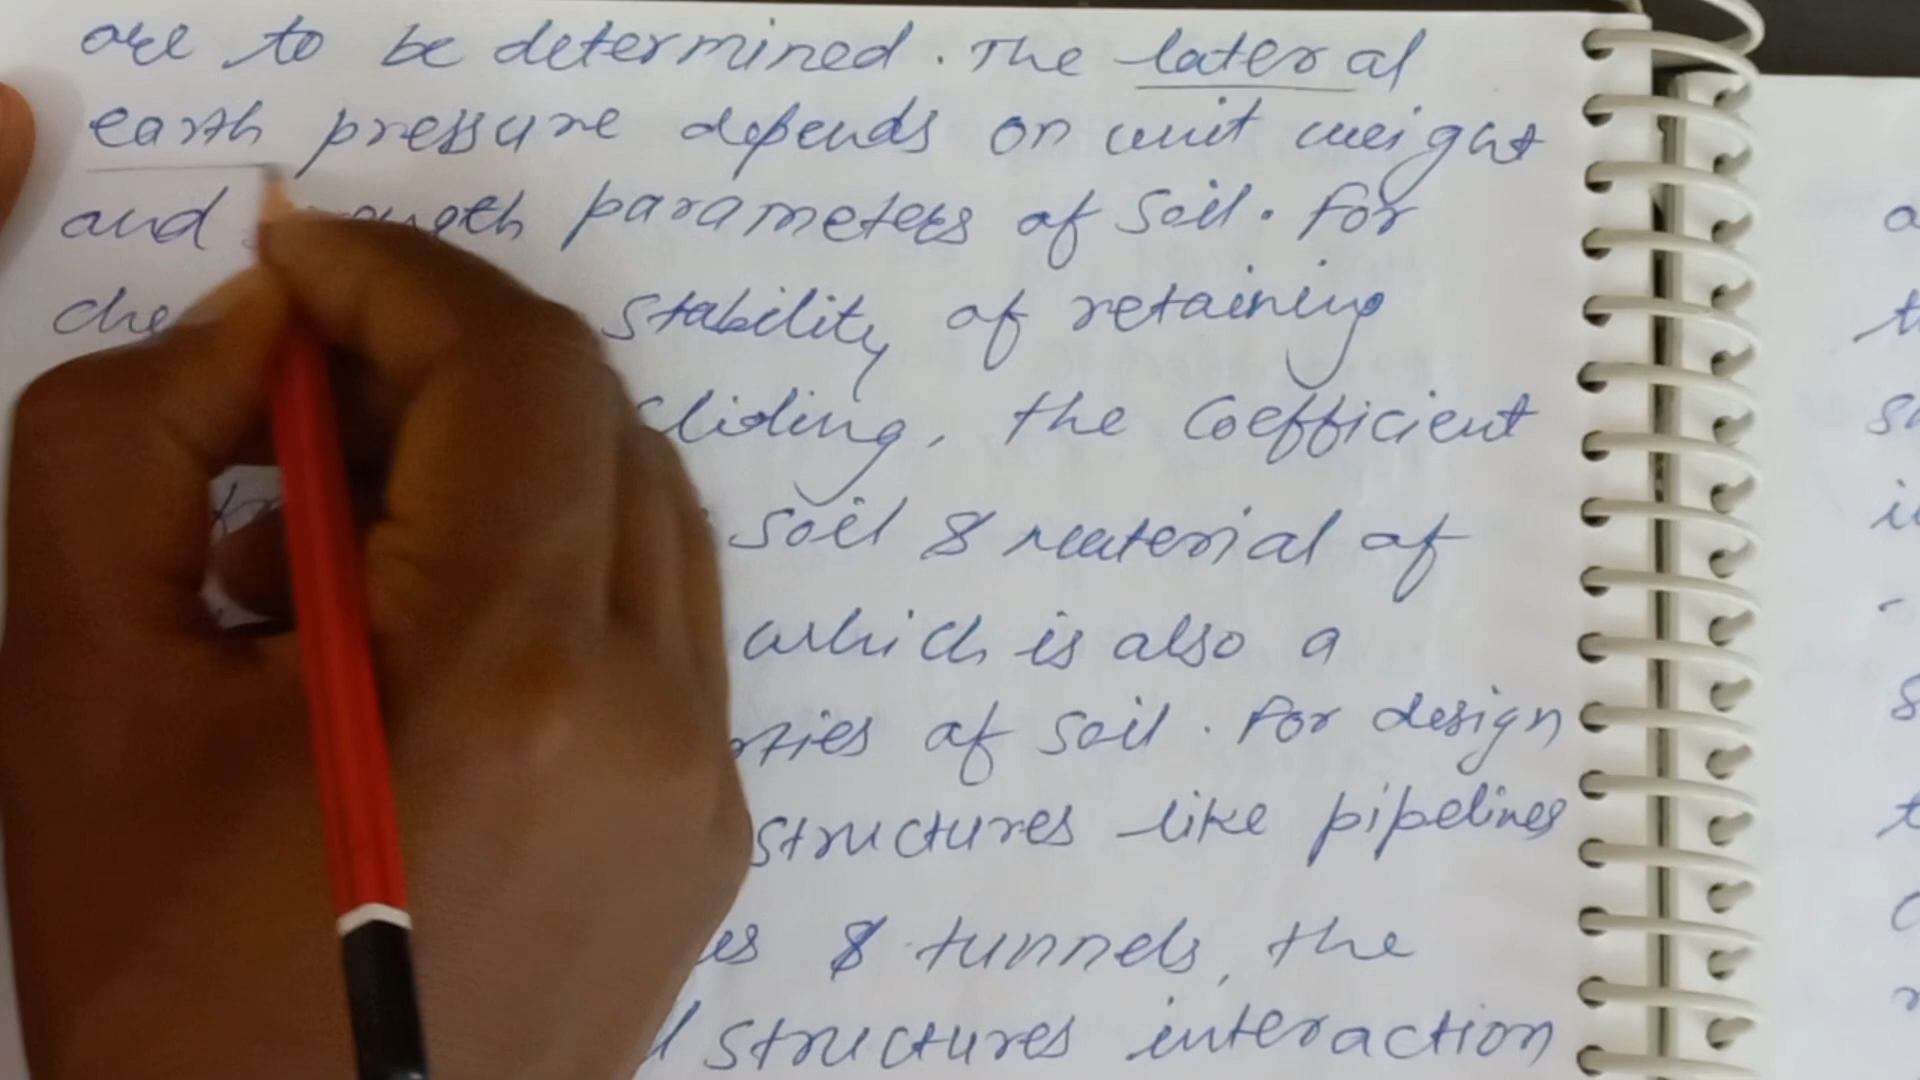 are to be determined. The lateral
earth pressure depends on unit weight
and parameters of soil. For
stability of retaining
sliding, the coefficient
soil & material of
which is also a
of soil. For design
structures like pipelines
& tunnels, the
structures interaction